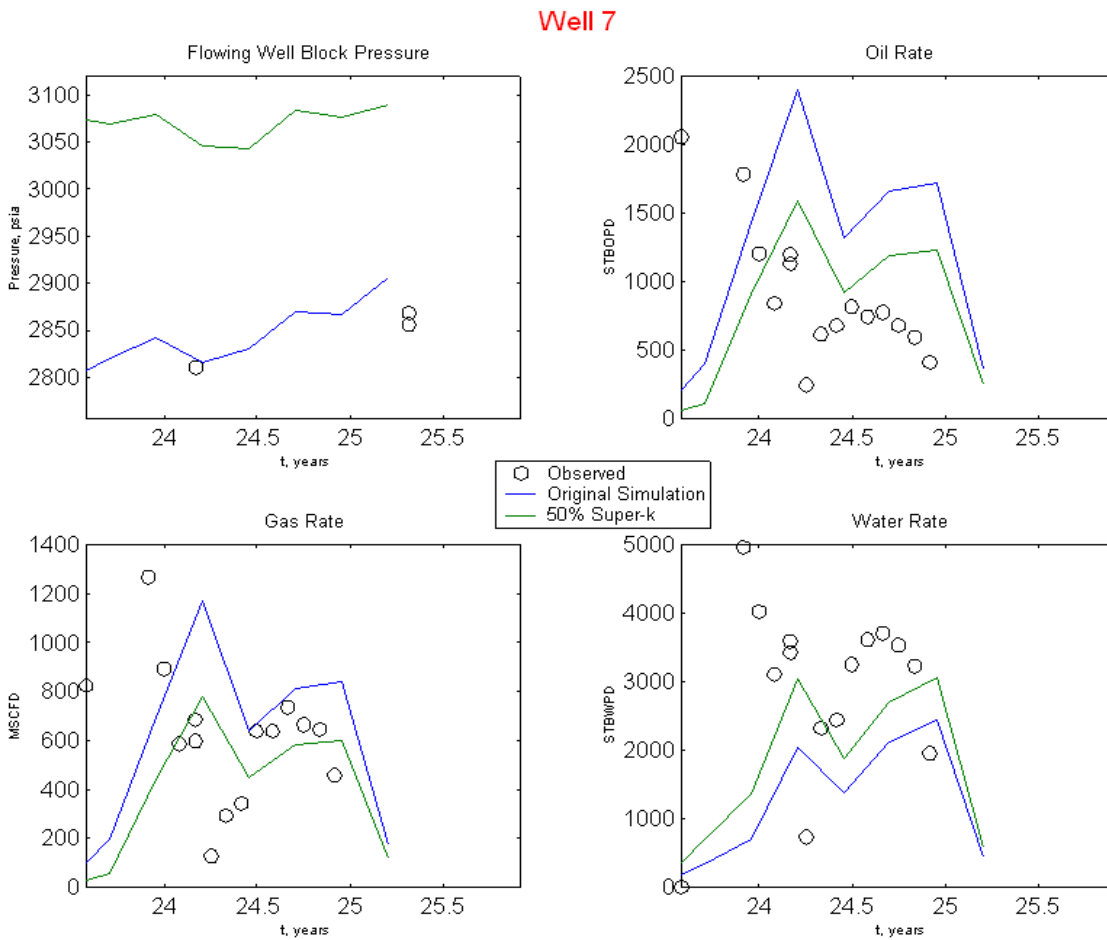 Well 7
Flowing Well Block Pressure
Pressure, psia
3100
3050
3000
2950
2900
2850
2800
24
24.5
25
25.5
t, years
Oil Rate
STBOPD
2500
2000
1500
1000
500
0
24
24.5
25
25.5
t, years
Observed
Original Simulation
50% Super-k
Gas Rate
MSCFD
1400
1200
1000
800
600
400
200
0
24
24.5
25
25.5
t, years
Water Rate
STBWPD
5000
4000
3000
2000
1000
0
24
24.5
25
25.5
t, years